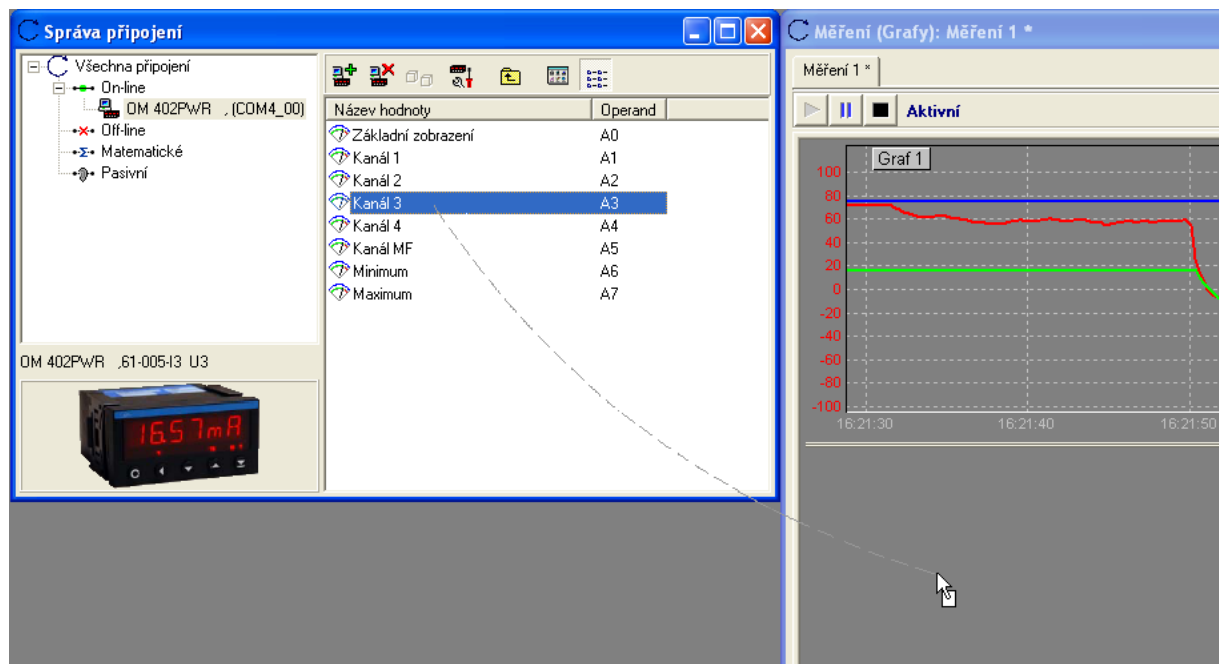 Správa připojení
Všechna připojení
On-line
OM 402PWR , (COM4_00)
Off-line
Matematické
Pasivní
Název hodnoty Operand
Základní zobrazení A0
Kanál 1 A1
Kanál 2 A2
Kanál 3 A3
Kanál 4 A4
Kanál MF A5
Minimum A6
Maximum A7
OM 402PWR ,61-005-I3 U3
16.57mA
Měření (Grafy): Měření 1 *
Měření 1 *
Aktivní
Graf 1
100
80
60
40
20
0
-20
-40
-60
-80
-100
16:21:30 16:21:40 16:21:50